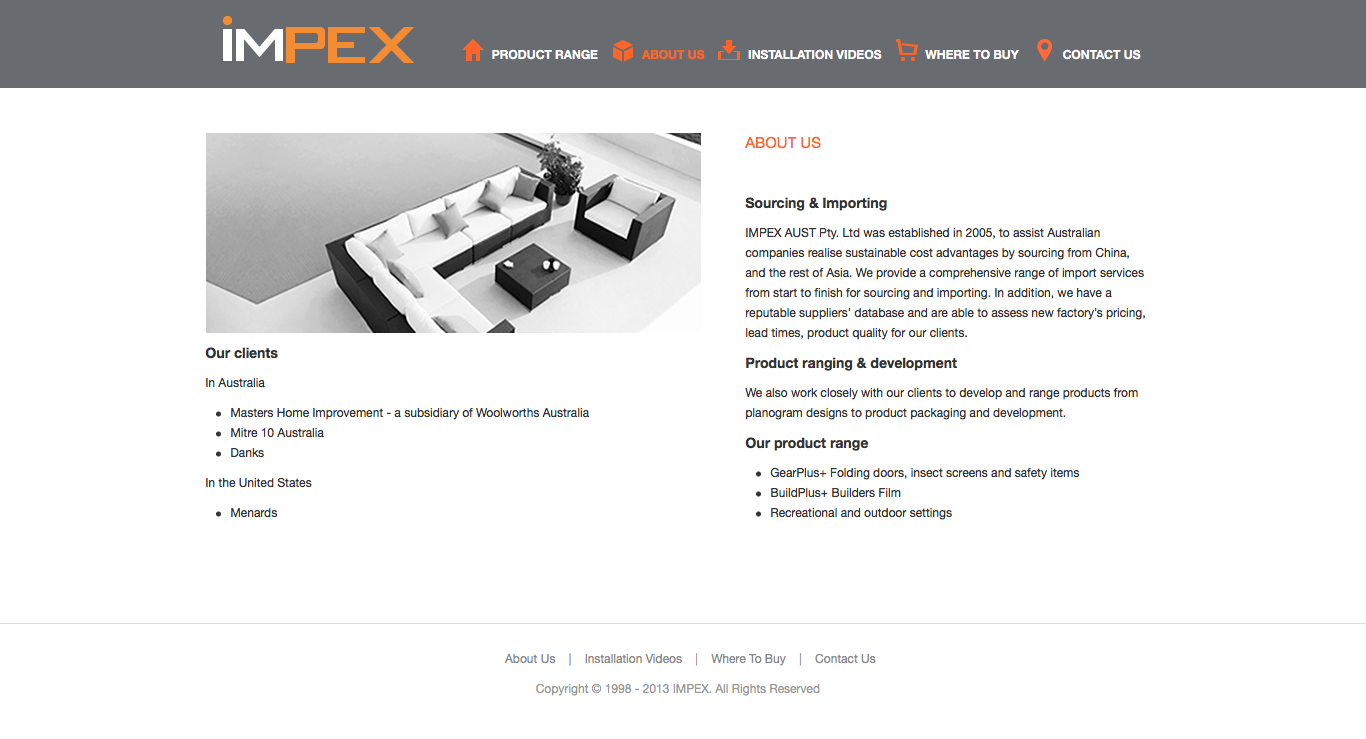 iMPEX
PRODUCT RANGE
ABOUT US
INSTALLATION VIDEOS
WHERE TO BUY
CONTACT US
Our clients
In Australia
Masters Home Improvement - a subsidiary of Woolworths Australia
Mitre 10 Australia
Danks
In the United States
Menards
ABOUT US
Sourcing & Importing
IMPEX AUST Pty. Ltd was established in 2005, to assist Australian
companies realise sustainable cost advantages by sourcing from China,
and the rest of Asia. We provide a comprehensive range of import services
from start to finish for sourcing and importing. In addition, we have a
reputable suppliers' database and are able to assess new factory's pricing,
lead times, product quality for our clients.
Product ranging & development
We also work closely with our clients to develop and range products from
planogram designs to product packaging and development.
Our product range
GearPlus+ Folding doors, insect screens and safety items
BuildPlus+ Builders Film
Recreational and outdoor settings
About Us | Installation Videos | Where To Buy | Contact Us
Copyright © 1998 - 2013 IMPEX. All Rights Reserved